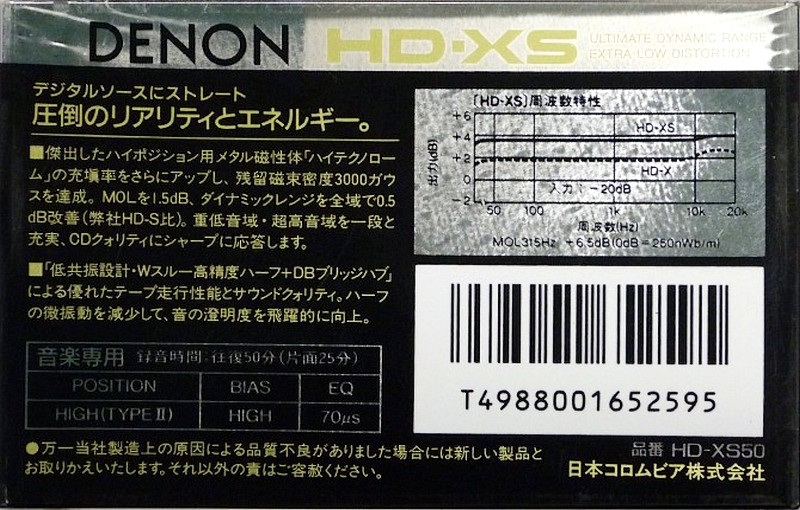 DENON HD·XS
ULTIMATE DYNAMIC RANGE
EXTRA LOW DISTORTION
デジタルソースにストレート
圧倒のリアリティとエネルギー。
■傑出したハイポジション用メタル磁性体「ハイテクノロー
ム」の充塡率をさらにアップし、残留磁束密度3000ガウ
スを達成。MOLを1.5dB、ダイナミックレンジを全域で0.5
dB改善(弊社HD-S比)。重低音域・超高音域を一段と
充実、CDクォリティにシャープに応答します。
■「低共振設計・Wスルー高精度ハーフ+DBブリッジハブ」
による優れたテープ走行性能とサウンドクォリティ。ハーフ
の微振動を減少して、音の澄明度を飛躍的に向上。
音楽専用 録音時間:往復50分(片面25分)
POSITION BIAS EQ
HIGH(TYPEⅡ) HIGH 70μs
●万一当社製造上の原因による品質不良がありました場合には新しい製品と
お取りかえいたします。それ以外の責はご容赦ください。
[HD-XS]周波数特性
出力(dB)
+6
+4
+2
0
-2
HD-XS
HD-X
入力:-20dB
50 100 1k 10k 20k
周波数(Hz)
MOL315Hz +6.5dB(0dB=250nWb/m)
T4988001652595
品番 HD-XS50
日本コロムビア株式会社